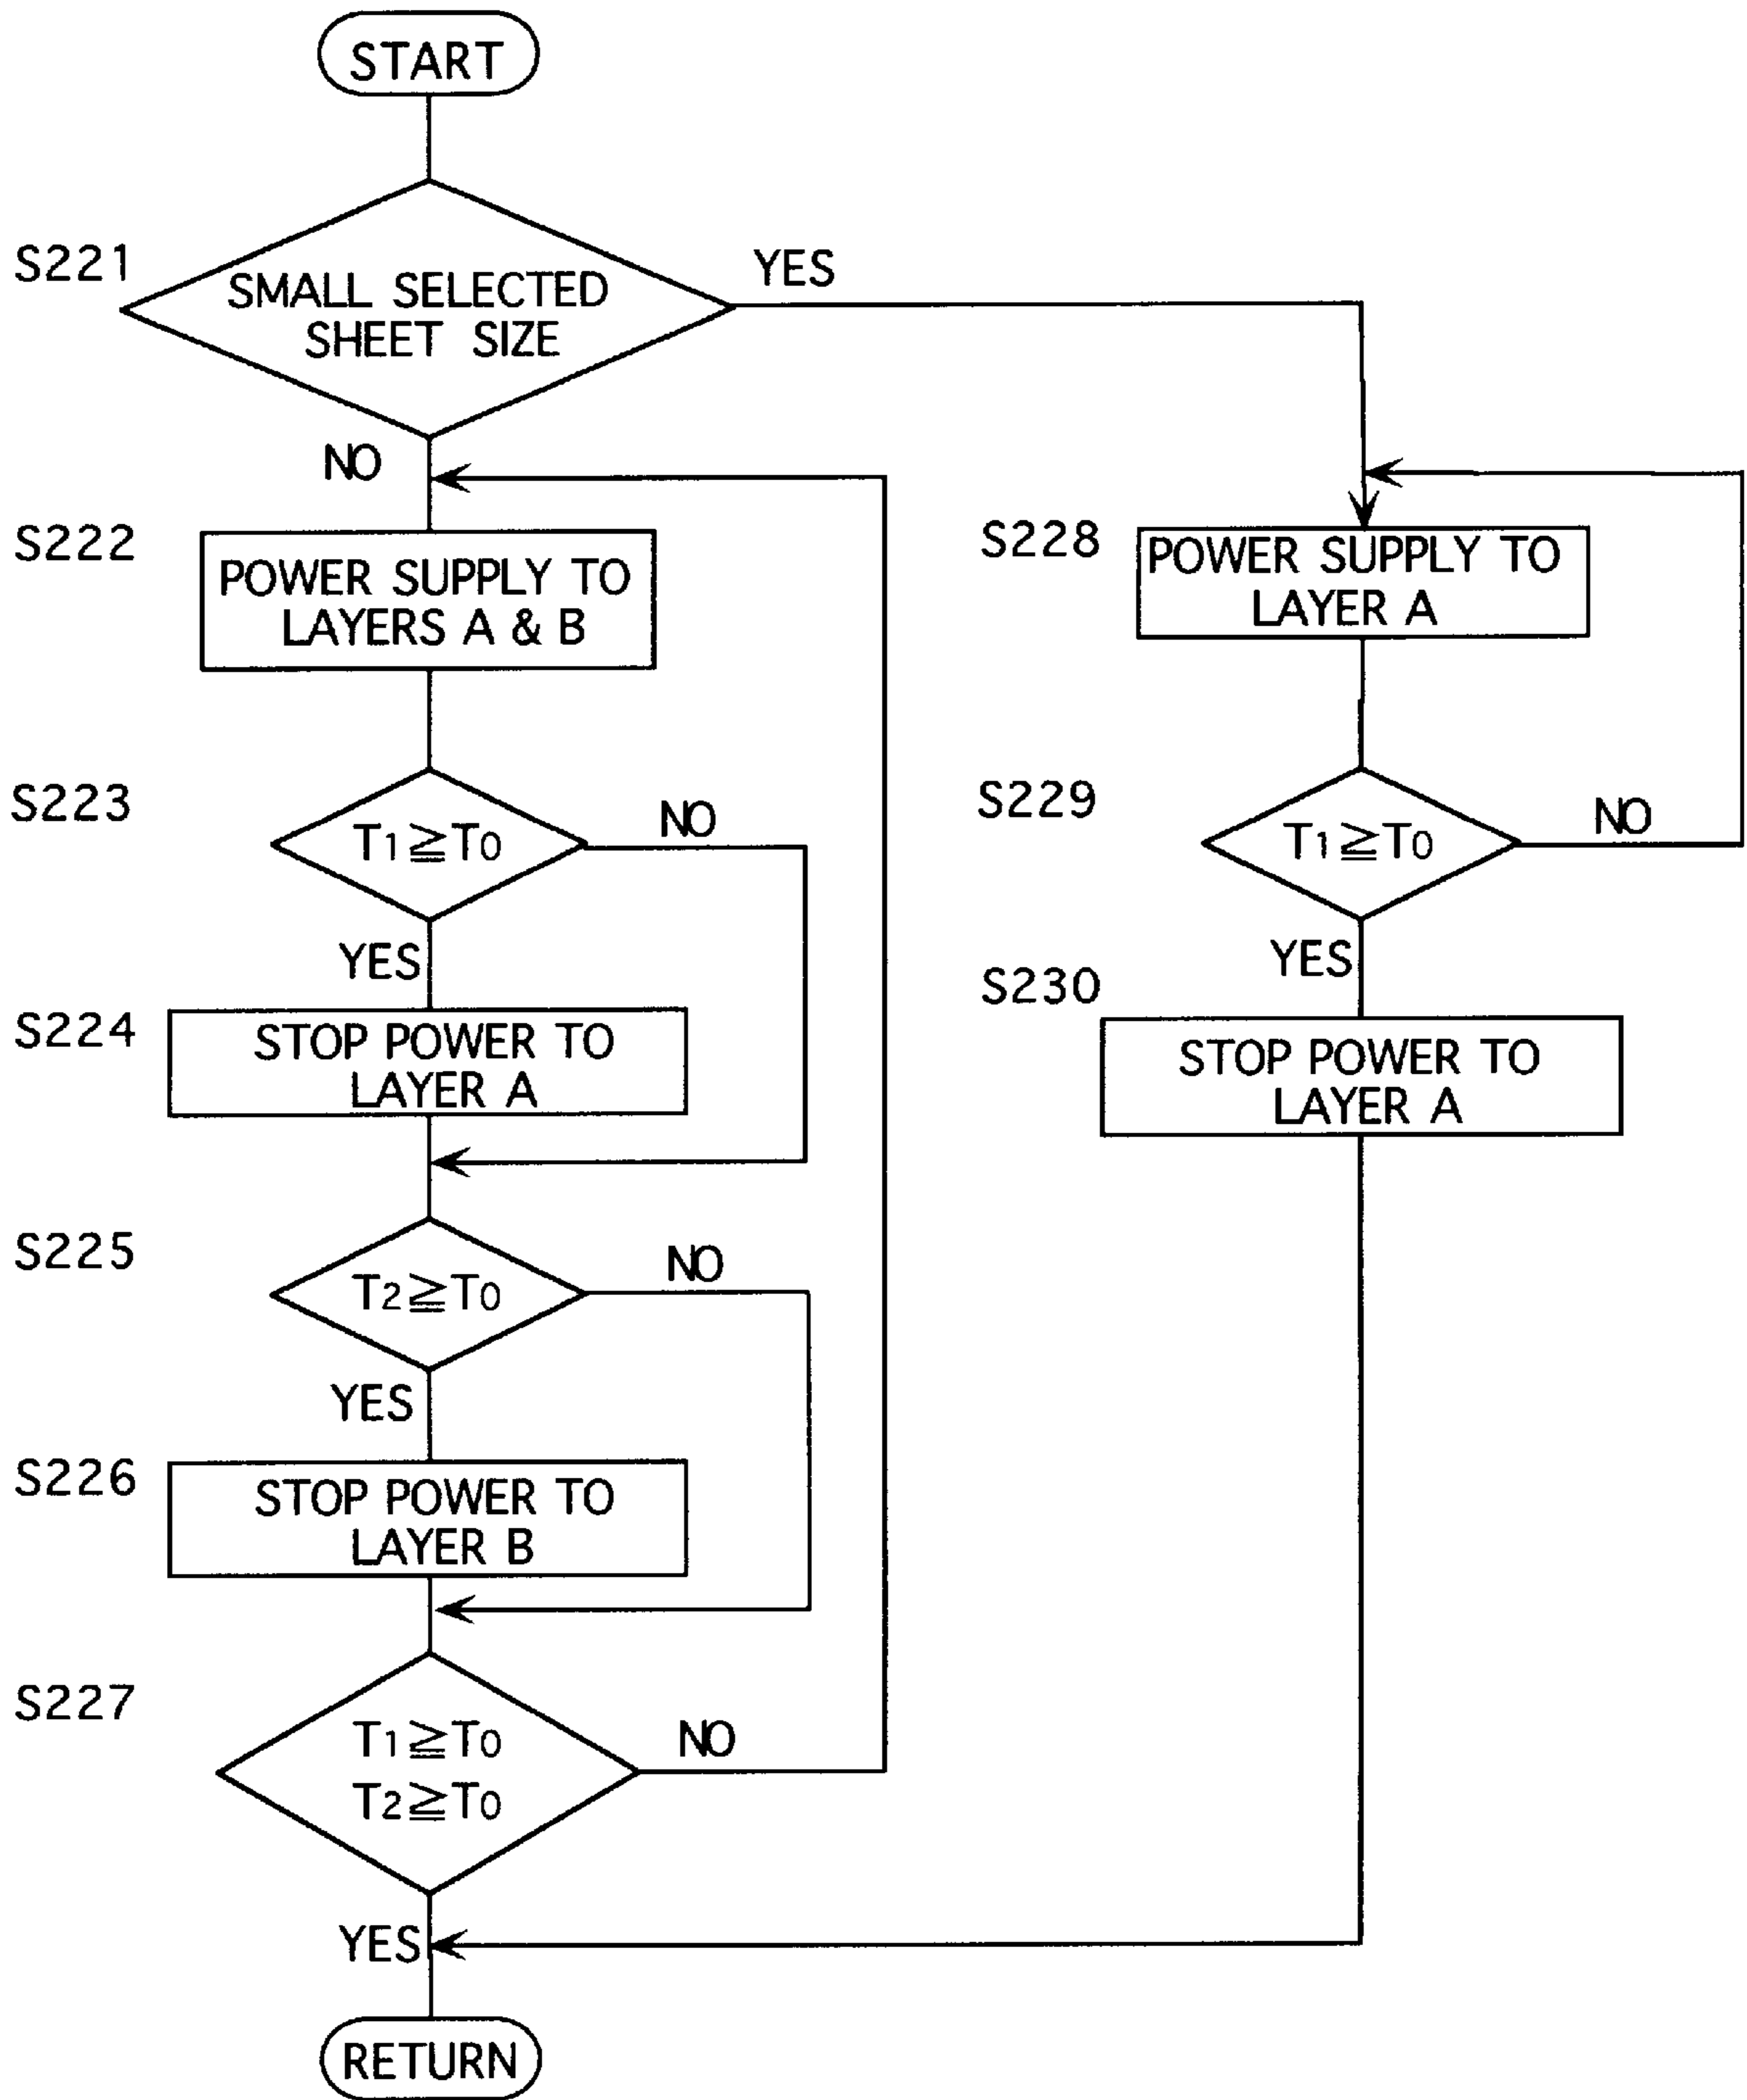 START
S221
SMALL SELECTED
SHEET SIZE
YES
NO
S222
POWER SUPPLY TO
LAYERS A & B
S223
T1≧T0
NO
YES
S224
STOP POWER TO
LAYER A
S225
T2≧T0
NO
YES
S226
STOP POWER TO
LAYER B
S227
T1≧T0
T2≧T0
NO
YES
RETURN
S228
POWER SUPPLY TO
LAYER A
S229
T1≧T0
NO
YES
S230
STOP POWER TO
LAYER A